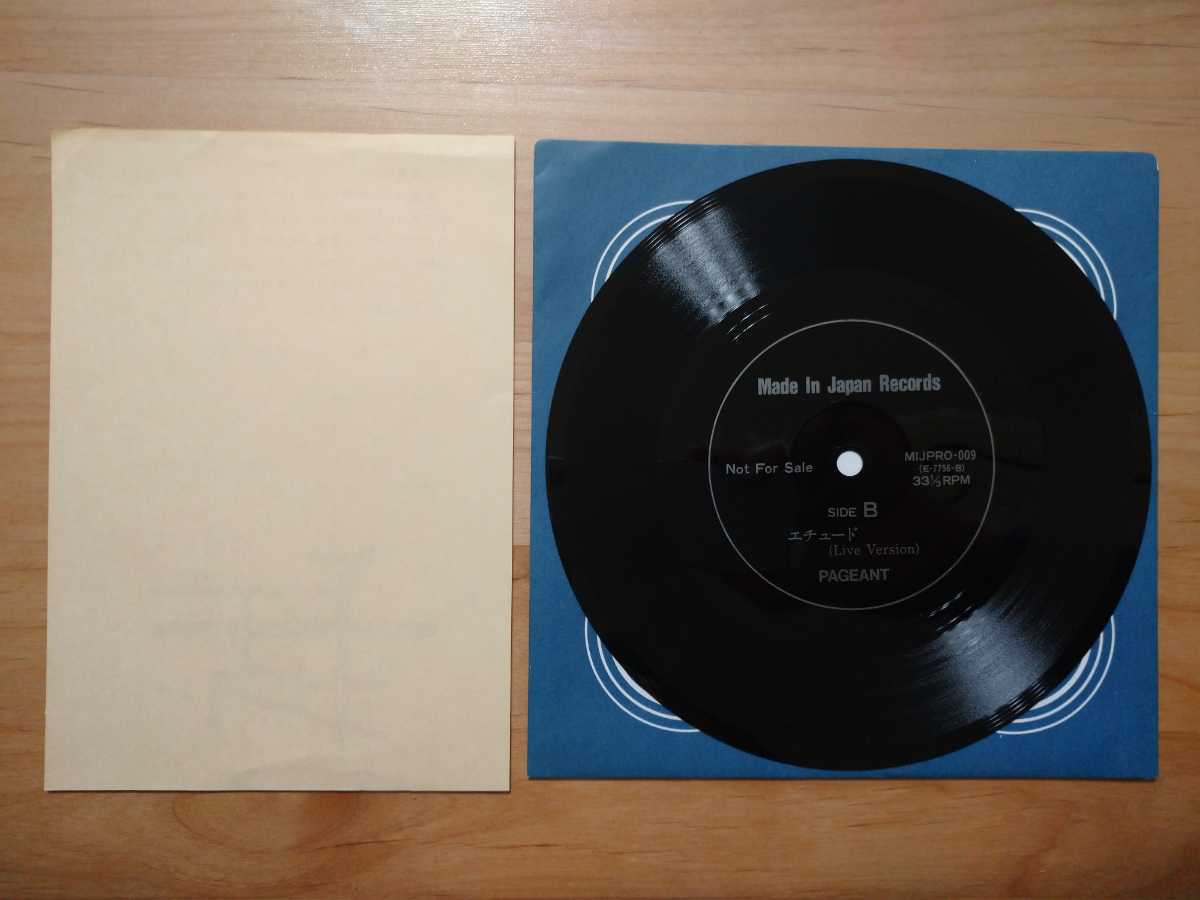 Made In Japan Records
Not For Sale
MIJPRO-009
(E-7756-B)
33⅓RPM
SIDE B
エチュード
(Live Version)
PAGEANT